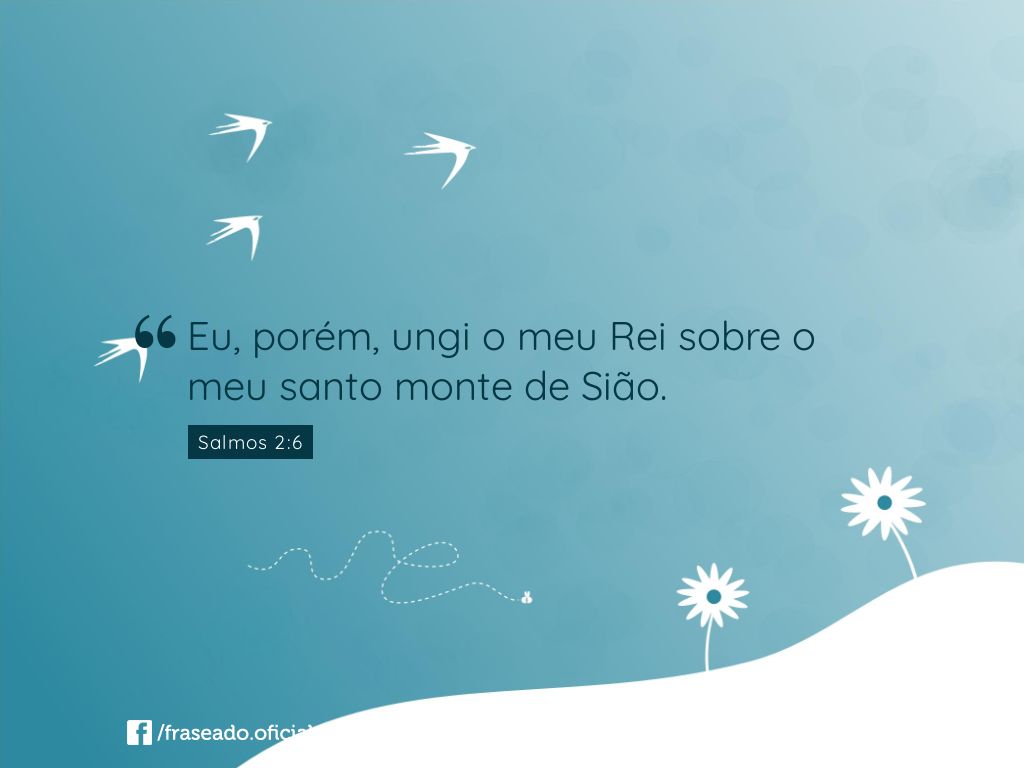 “Eu, porém, ungi o meu Rei sobre o
meu santo monte de Sião.
Salmos 2:6
/fraseado.oficial